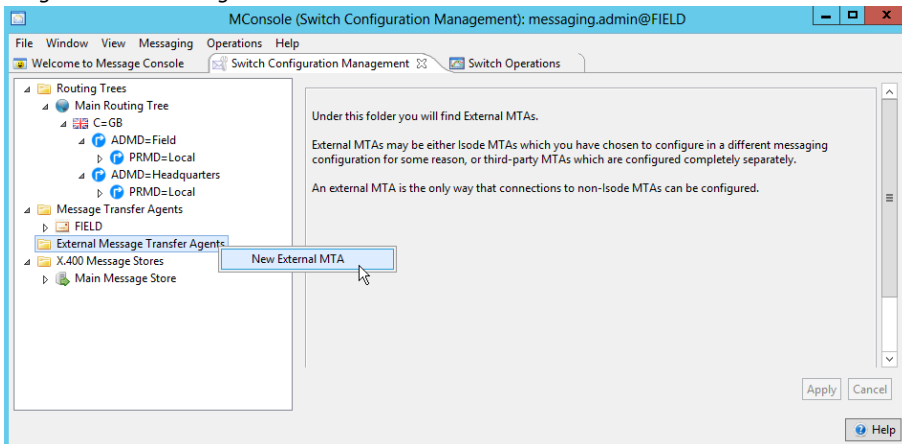 MConsole (Switch Configuration Management): messaging.admin@FIELD
File Window View Messaging Operations Help
Welcome to Message Console Switch Configuration Management Switch Operations
Routing Trees
Main Routing Tree
C=GB
ADMD=Field
PRMD=Local
ADMD=Headquarters
PRMD=Local
Message Transfer Agents
FIELD
External Message Transfer Agents
New External MTA
X.400 Message Stores
Main Message Store
Under this folder you will find External MTAs.
External MTAs may be either Isode MTAs which you have chosen to configure in a different messaging
configuration for some reason, or third-party MTAs which are configured completely separately.
An external MTA is the only way that connections to non-Isode MTAs can be configured.
Apply Cancel
Help